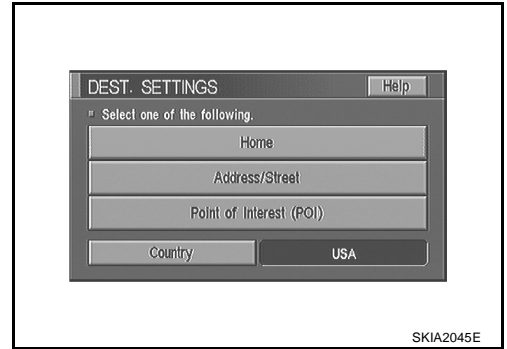 DEST. SETTINGS Help
Select one of the following.
Home
Address/Street
Point of Interest (POI)
Country USA
SKIA2045E